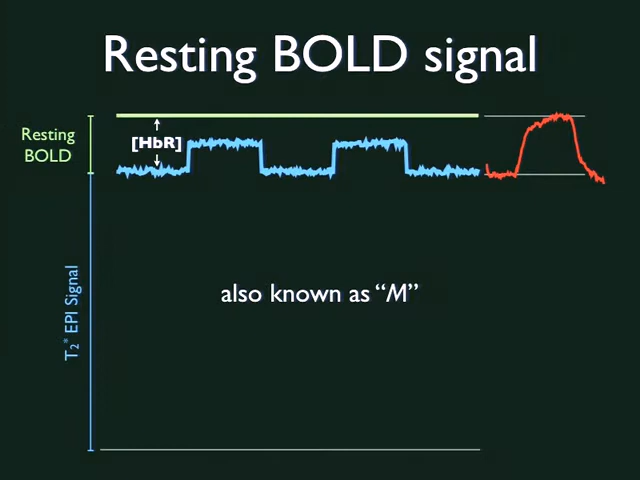 Resting BOLD signal
Resting
BOLD
[HbR]
T₂* EPI Signal
also known as “M”